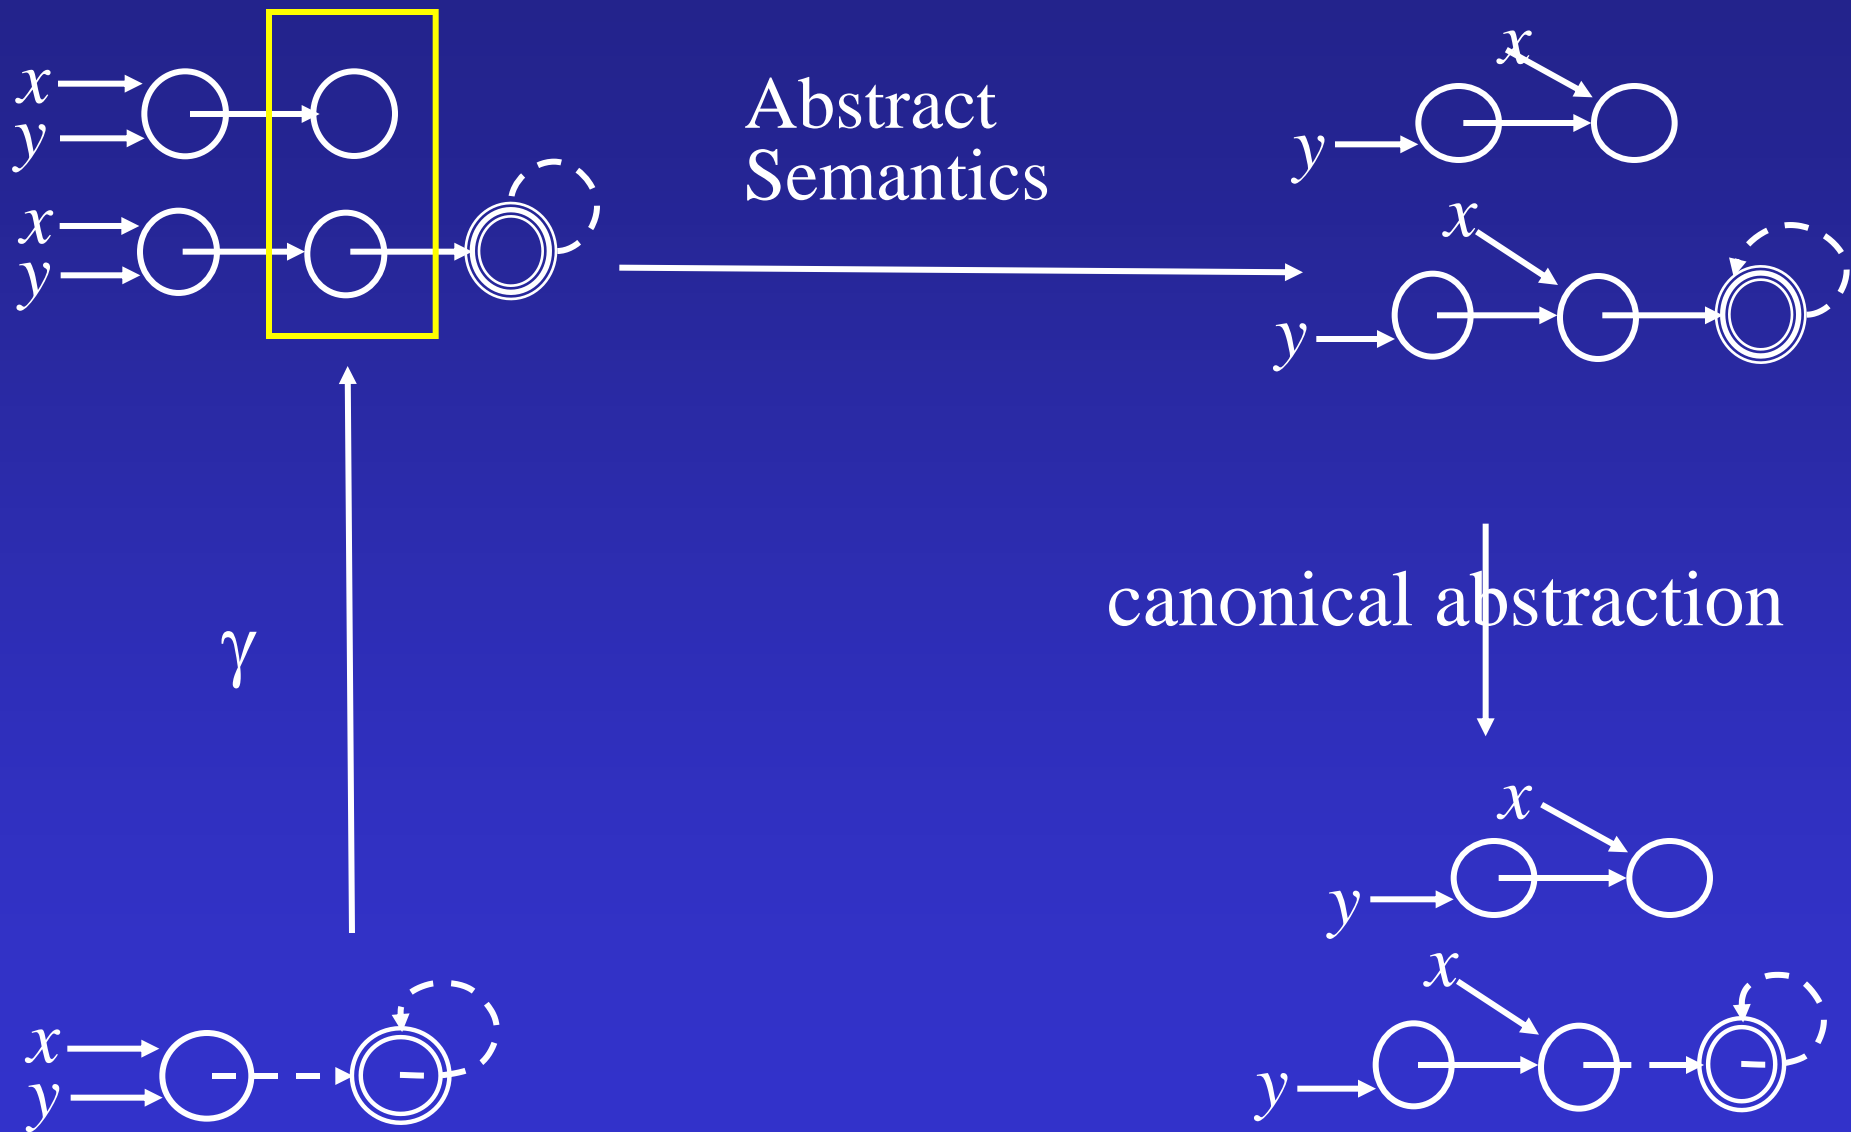 x
y
x
y
Abstract
Semantics
x
y
x
y
γ
canonical abstraction
x
y
x
y
x
y